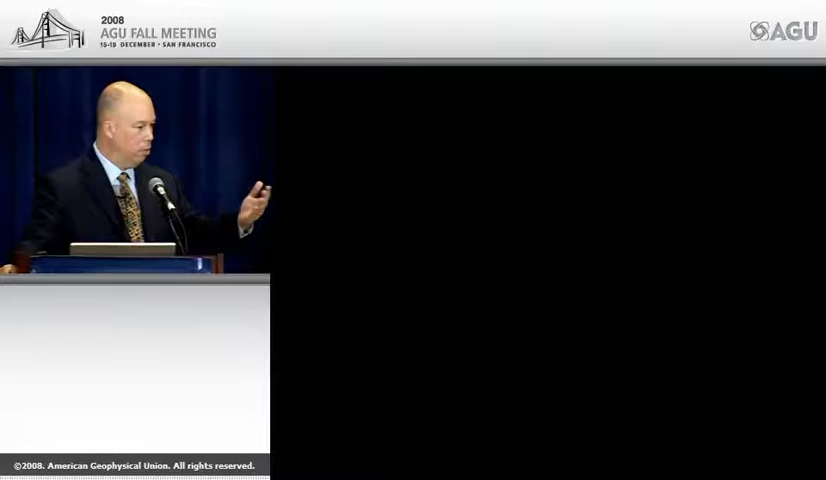 2008
AGU FALL MEETING
15-19 DECEMBER • SAN FRANCISCO
AGU
©2008. American Geophysical Union. All rights reserved.